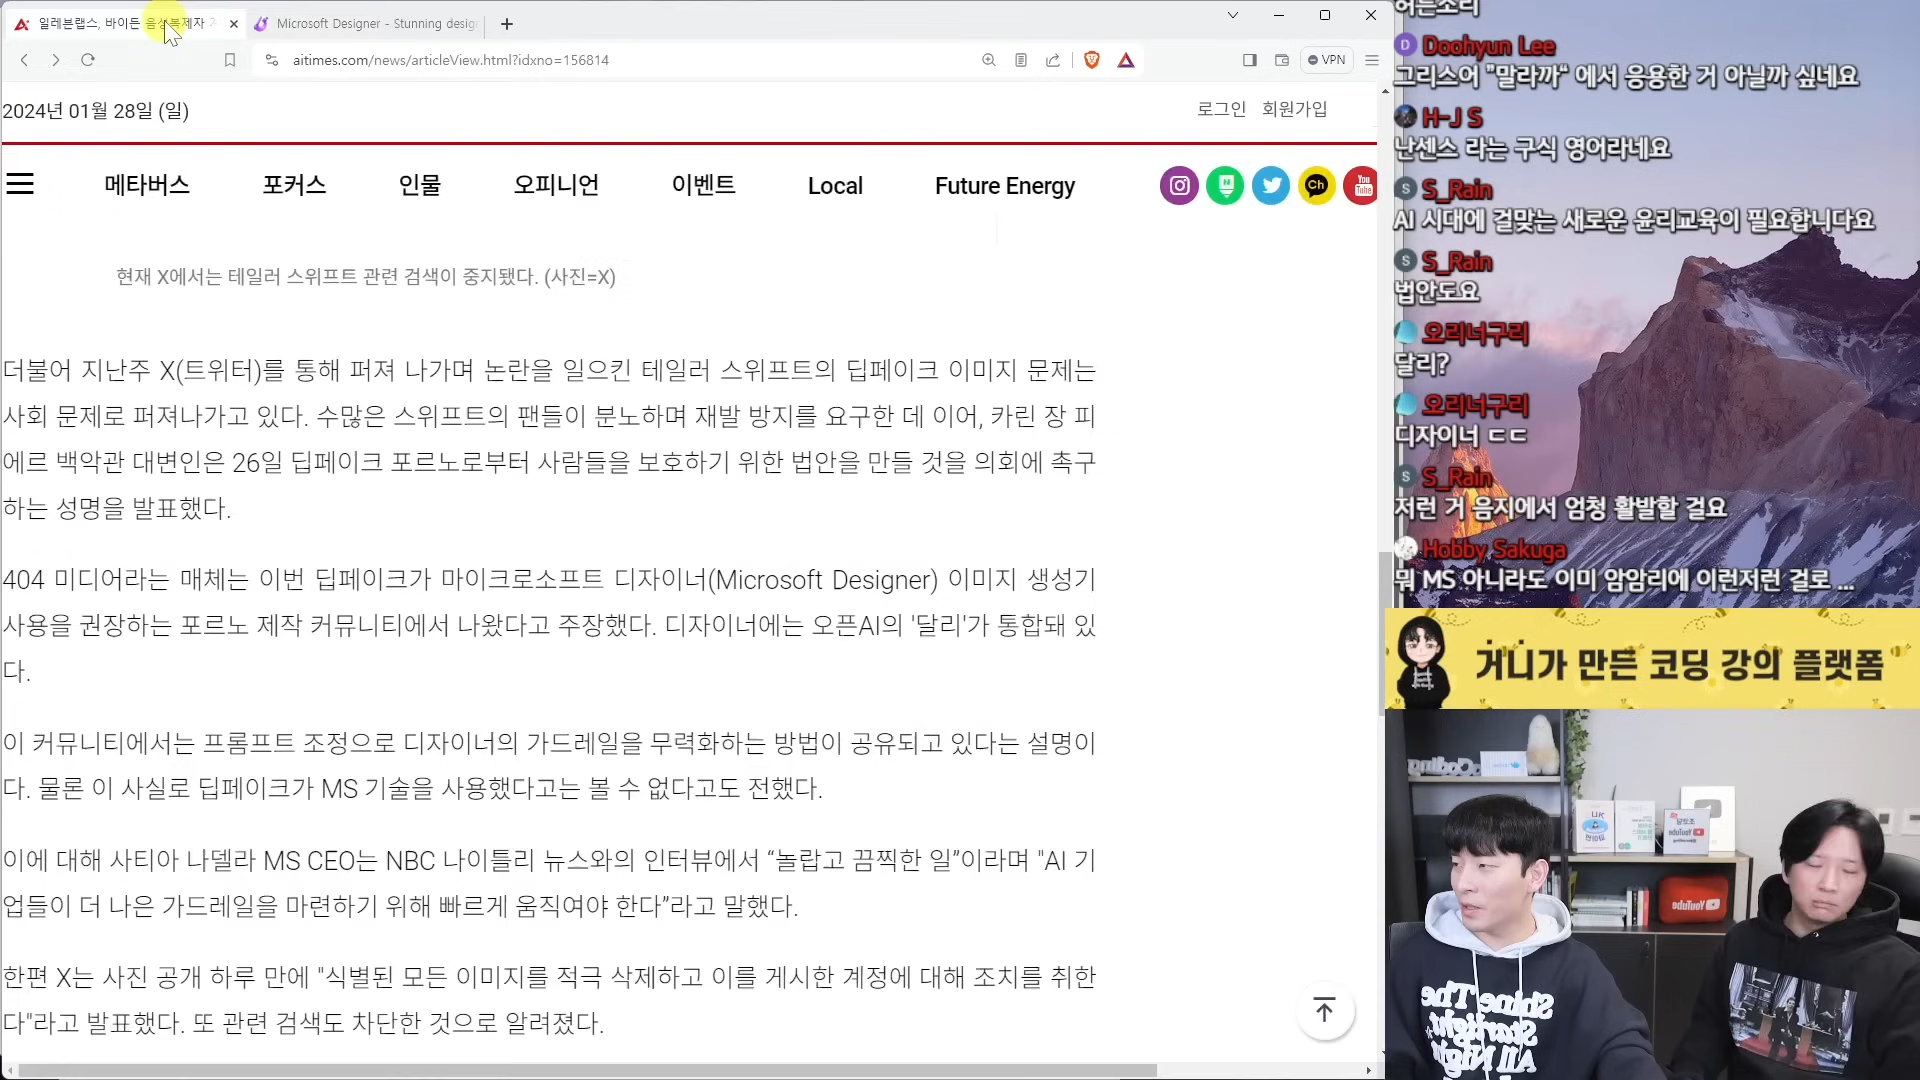 일레븐랩스, 바이든 음성복제자
Microsoft Designer - Stunning desig
aitimes.com/news/articleView.html?idxno=156814
VPN
2024년 01월 28일 (일)
로그인 회원가입
메타버스 포커스 인물 오피니언 이벤트 Local Future Energy
Ch
You
Tube
현재 X에서는 테일러 스위프트 관련 검색이 중지됐다. (사진=X)
더불어 지난주 X(트위터)를 통해 퍼져 나가며 논란을 일으킨 테일러 스위프트의 딥페이크 이미지 문제는
사회 문제로 퍼져나가고 있다. 수많은 스위프트의 팬들이 분노하며 재발 방지를 요구한 데 이어, 카린 장 피
에르 백악관 대변인은 26일 딥페이크 포르노로부터 사람들을 보호하기 위한 법안을 만들 것을 의회에 촉구
하는 성명을 발표했다.
404 미디어라는 매체는 이번 딥페이크가 마이크로소프트 디자이너(Microsoft Designer) 이미지 생성기
사용을 권장하는 포르노 제작 커뮤니티에서 나왔다고 주장했다. 디자이너에는 오픈AI의 '달리'가 통합돼 있
다.
이 커뮤니티에서는 프롬프트 조정으로 디자이너의 가드레일을 무력화하는 방법이 공유되고 있다는 설명이
다. 물론 이 사실로 딥페이크가 MS 기술을 사용했다고는 볼 수 없다고도 전했다.
이에 대해 사티아 나델라 MS CEO는 NBC 나이틀리 뉴스와의 인터뷰에서 “놀랍고 끔찍한 일”이라며 "AI 기
업들이 더 나은 가드레일을 마련하기 위해 빠르게 움직여야 한다”라고 말했다.
한편 X는 사진 공개 하루 만에 "식별된 모든 이미지를 적극 삭제하고 이를 게시한 계정에 대해 조치를 취한
다"라고 발표했다. 또 관련 검색도 차단한 것으로 알려졌다.
D Doohyun Lee
그리스어 "말라까" 에서 응용한 거 아닐까 싶네요
H-J S
난센스 라는 구식 영어라네요
S S_Rain
AI 시대에 걸맞는 새로운 윤리교육이 필요합니다요
S S_Rain
법안도요
오리너구리
달리?
오리너구리
디자이너 ㄷㄷ
S S_Rain
저런 거 음지에서 엄청 활발할 걸요
Hobby Sakuga
뭐 MS 아니라도 이미 암암리에 이런저런 걸로 ...
거니가 만든 코딩 강의 플랫폼
YouTube
Shine The
Starlight
All Night